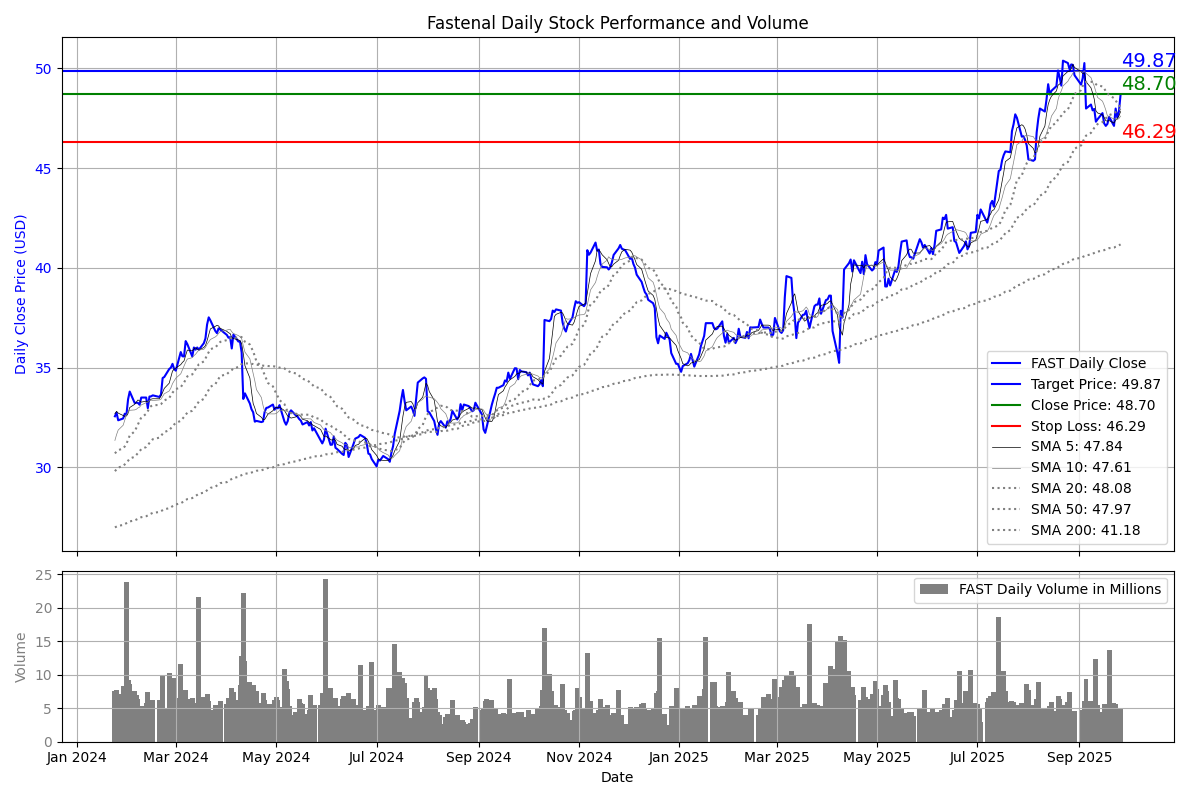 Fastenal Daily Stock Performance and Volume
Daily Close Price (USD)
50
45
40
35
30
49.87
48.70
46.29
FAST Daily Close
Target Price: 49.87
Close Price: 48.70
Stop Loss: 46.29
SMA 5: 47.84
SMA 10: 47.61
SMA 20: 48.08
SMA 50: 47.97
SMA 200: 41.18
Volume
25
20
15
10
5
0
FAST Daily Volume in Millions
Jan 2024 Mar 2024 May 2024 Jul 2024 Sep 2024 Nov 2024 Jan 2025 Mar 2025 May 2025 Jul 2025 Sep 2025
Date